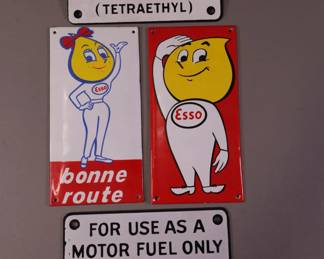 (TETRAETHYL)
Esso
bonne
route
Esso
FOR USE AS A
MOTOR FUEL ONLY